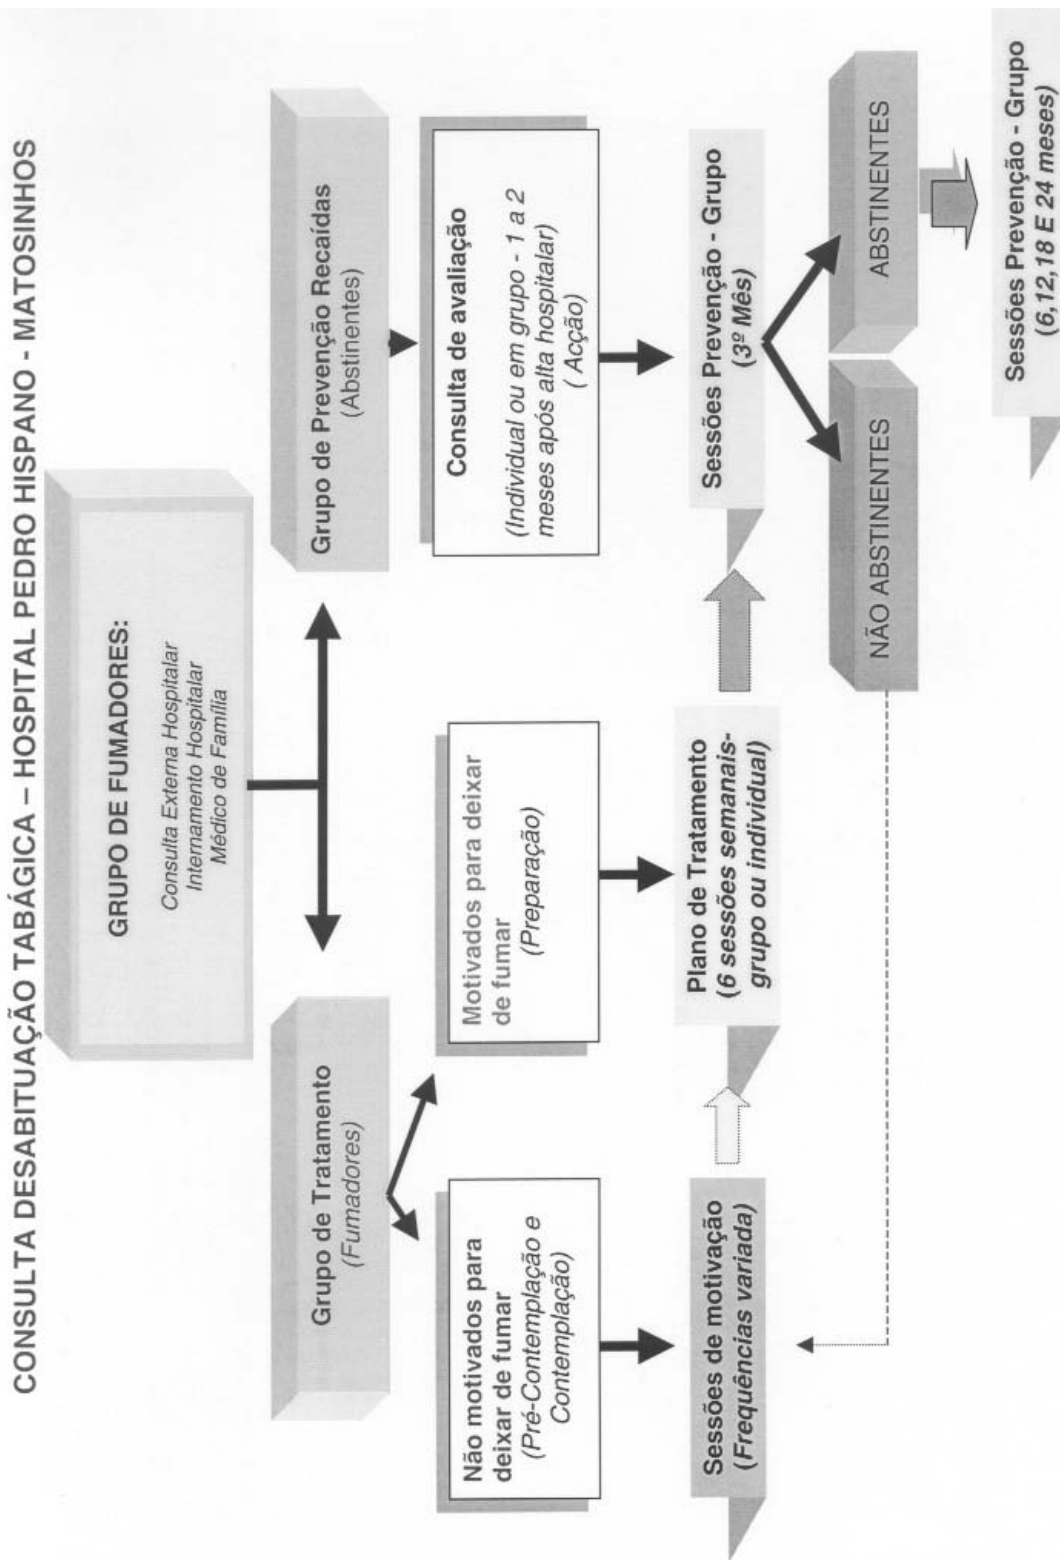 CONSULTA DESABITUAÇÃO TABÁGICA – HOSPITAL PEDRO HISPANO - MATOSINHOS
GRUPO DE FUMADORES:
Consulta Externa Hospitalar
Internamento Hospitalar
Médico de Família
Grupo de Tratamento
(Fumadores)
Grupo de Prevenção Recaídas
(Abstinentes)
Não motivados para
deixar de fumar
(Pré-Contemplação e
Contemplação)
Motivados para deixar
de fumar
(Preparação)
Consulta de avaliação
(Individual ou em grupo - 1 a 2
meses após alta hospitalar)
( Acção)
Sessões de motivação
(Frequências variada)
Plano de Tratamento
(6 sessões semanais-
grupo ou individual)
Sessões Prevenção - Grupo
(3º Mês)
NÃO ABSTINENTES
ABSTINENTES
Sessões Prevenção - Grupo
(6,12,18 E 24 meses)